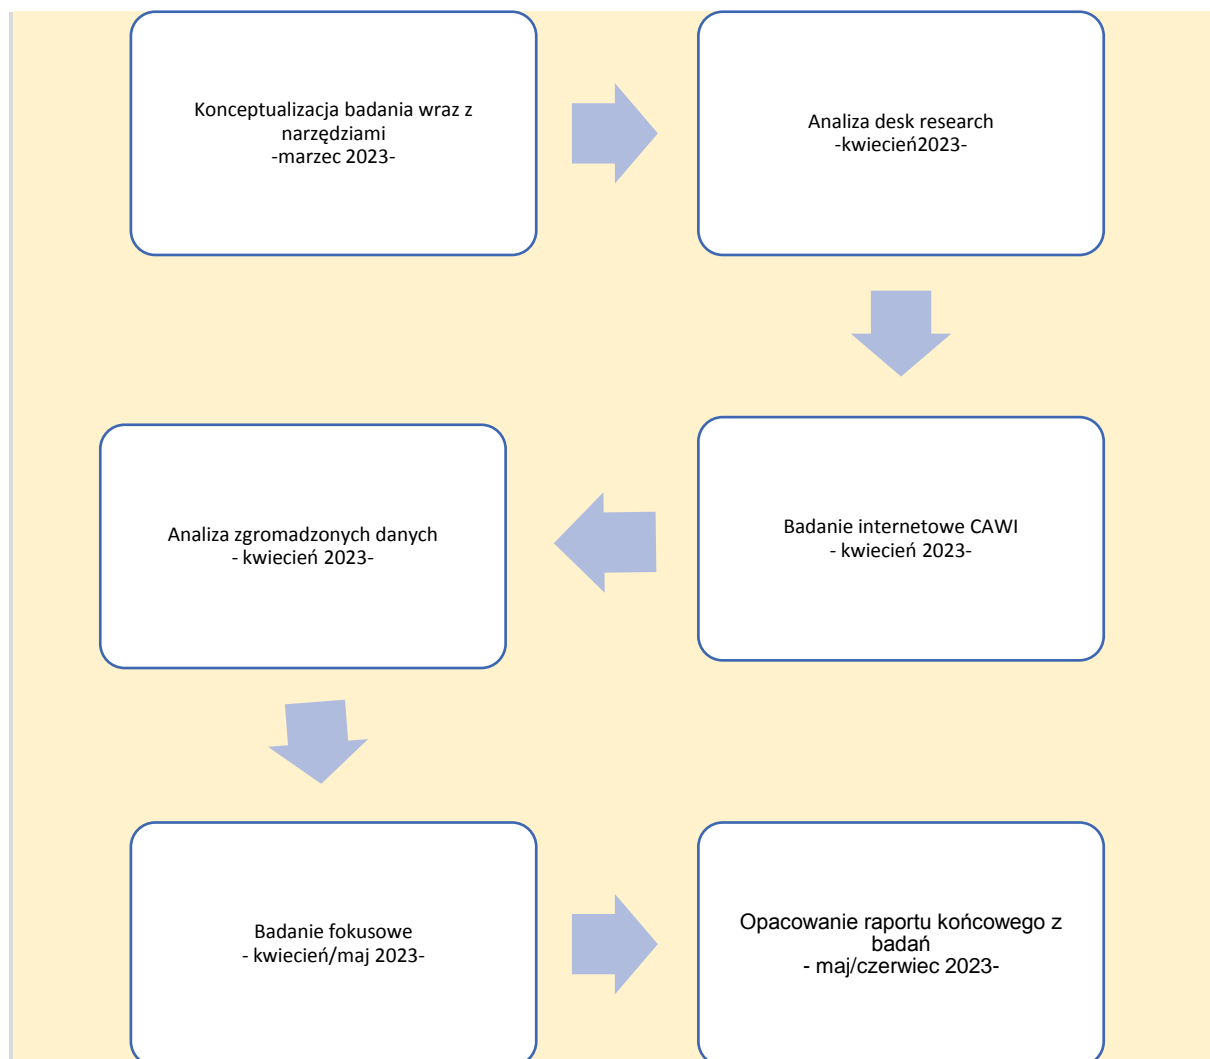 Konceptualizacja badania wraz z
narzędziami
-marzec 2023-
Analiza desk research
-kwiecień2023-
Badanie internetowe CAWI
- kwiecień 2023-
Analiza zgromadzonych danych
- kwiecień 2023-
Badanie fokusowe
- kwiecień/maj 2023-
Opacowanie raportu końcowego z
badań
- maj/czerwiec 2023-